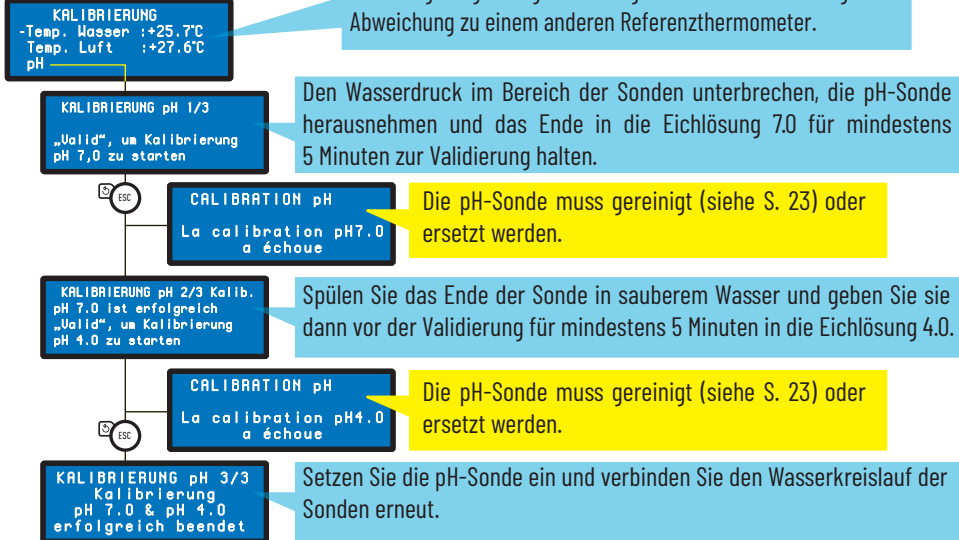 Abweichung zu einem anderen Referenzthermometer.
KALIBRIERUNG
-Temp. Wasser :+25.7°C
Temp. Luft :+27.6°C
pH
KALIBRIERUNG pH 1/3
„Valid“, um Kalibrierung
pH 7,0 zu starten
Den Wasserdruck im Bereich der Sonden unterbrechen, die pH-Sonde
herausnehmen und das Ende in die Eichlösung 7.0 für mindestens
5 Minuten zur Validierung halten.
ESC
CALIBRATION pH
La calibration pH7.0
a échoue
Die pH-Sonde muss gereinigt (siehe S. 23) oder
ersetzt werden.
KALIBRIERUNG pH 2/3 Kalib.
pH 7.0 ist erfolgreich
„Valid“, um Kalibrierung
pH 4.0 zu starten
Spülen Sie das Ende der Sonde in sauberem Wasser und geben Sie sie
dann vor der Validierung für mindestens 5 Minuten in die Eichlösung 4.0.
CALIBRATION pH
La calibration pH4.0
a échoue
Die pH-Sonde muss gereinigt (siehe S. 23) oder
ersetzt werden.
ESC
KALIBRIERUNG pH 3/3
Kalibrierung
pH 7.0 & pH 4.0
erfolgreich beendet
Setzen Sie die pH-Sonde ein und verbinden Sie den Wasserkreislauf der
Sonden erneut.